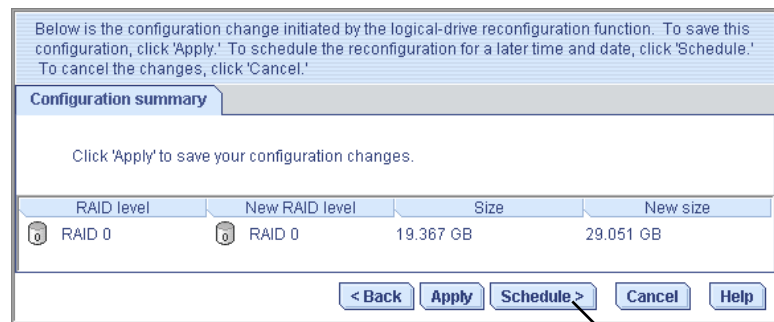 Below is the configuration change initiated by the logical-drive reconfiguration function. To save this
configuration, click 'Apply.' To schedule the reconfiguration for a later time and date, click 'Schedule.'
To cancel the changes, click 'Cancel.'
Configuration summary
Click 'Apply' to save your configuration changes.
RAID level New RAID level Size New size
0 RAID 0 0 RAID 0 19.367 GB 29.051 GB
< Back Apply Schedule > Cancel Help